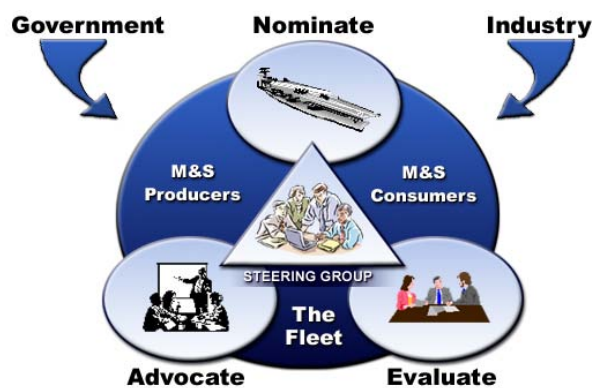 Government
Nominate
Industry
M&S
Producers
M&S
Consumers
STEERING GROUP
The
Fleet
Advocate
Evaluate